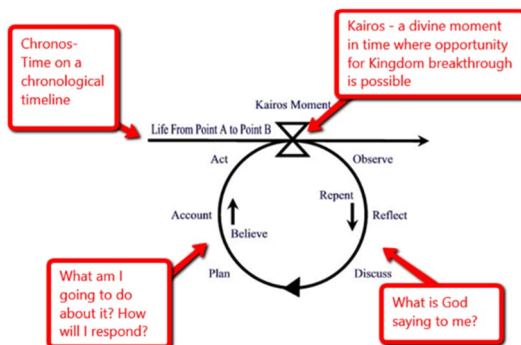 Chronos-
Time on a
chronological
timeline
Kairos - a divine moment
in time where opportunity
for Kingdom breakthrough
is possible
Kairos Moment
Life From Point A to Point B
Act
Observe
Repent
Account
Reflect
Believe
Plan
Discuss
What am I
going to do
about it? How
will I respond?
What is God
saying to me?